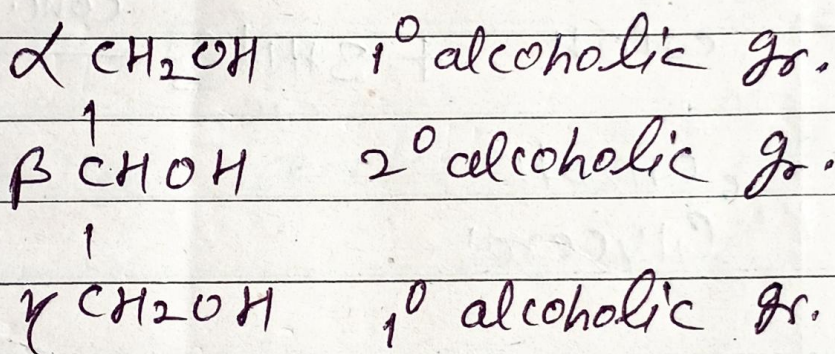 α CH2OH 1° alcoholic gr.
|
β CHOH 2° alcoholic gr.
|
γ CH2OH 1° alcoholic gr.